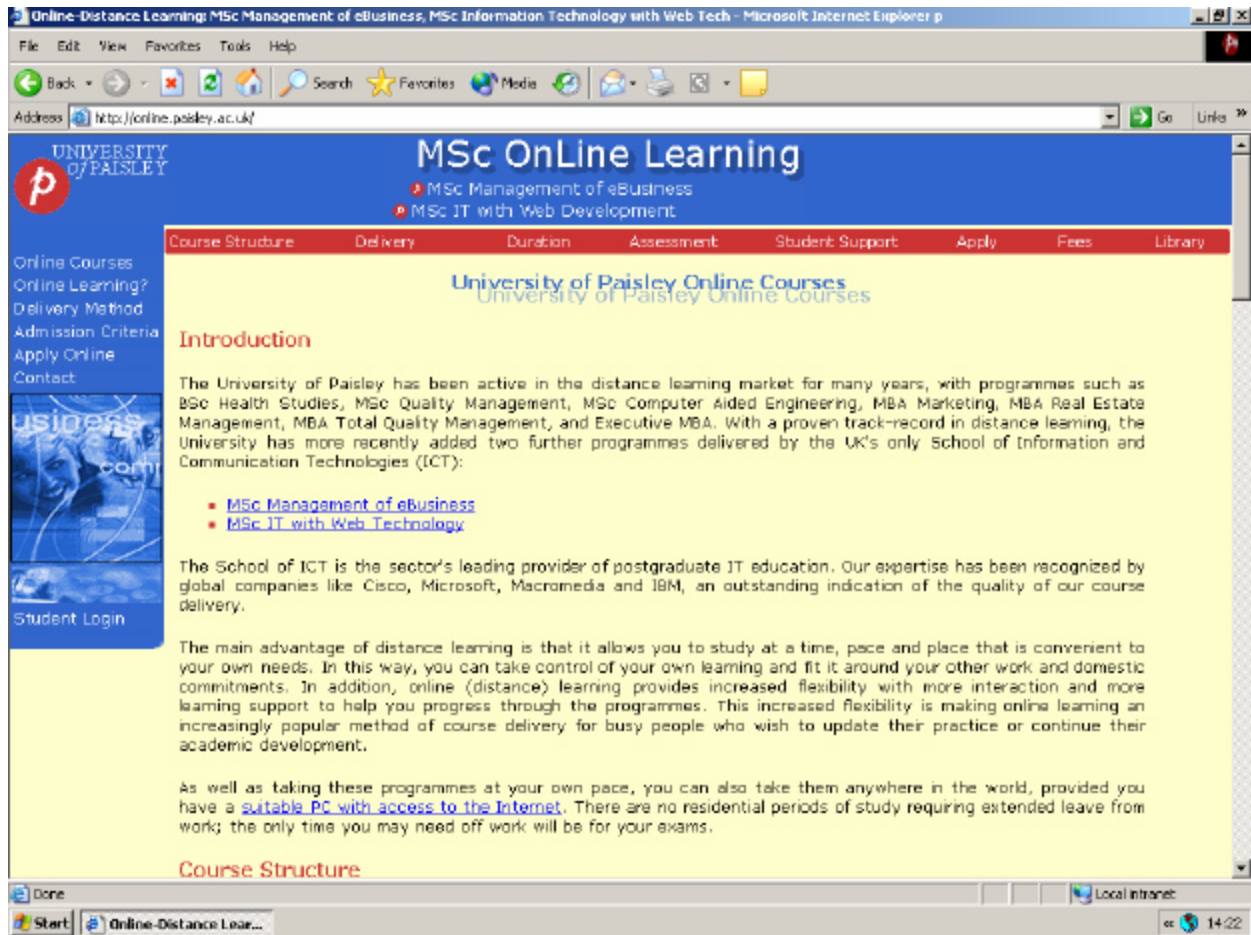 Online-Distance Learning: MSc Management of eBusiness, MSc Information Technology with Web Tech - Microsoft Internet Explorer p
File Edit View Favorites Tools Help
Back Search Favorites Media
Address http://online.paisley.ac.uk/ Go Links »
UNIVERSITY
of PAISLEY
p
MSc OnLine Learning
MSc Management of eBusiness
MSc IT with Web Development
Course Structure Delivery Duration Assessment Student Support Apply Fees Library
Online Courses
Online Learning?
Delivery Method
Admission Criteria
Apply Online
Contact
usiness
com
Student Login
University of Paisley Online Courses
University of Paisley Online Courses
Introduction
The University of Paisley has been active in the distance learning market for many years, with programmes such as
BSc Health Studies, MSc Quality Management, MSc Computer Aided Engineering, MBA Marketing, MBA Real Estate
Management, MBA Total Quality Management, and Executive MBA. With a proven track-record in distance learning, the
University has more recently added two further programmes delivered by the UK's only School of Information and
Communication Technologies (ICT):
MSc Management of eBusiness
MSc IT with Web Technology
The School of ICT is the sector's leading provider of postgraduate IT education. Our expertise has been recognized by
global companies like Cisco, Microsoft, Macromedia and IBM, an outstanding indication of the quality of our course
delivery.
The main advantage of distance learning is that it allows you to study at a time, pace and place that is convenient to
your own needs. In this way, you can take control of your own learning and fit it around your other work and domestic
commitments. In addition, online (distance) learning provides increased flexibility with more interaction and more
learning support to help you progress through the programmes. This increased flexibility is making online learning an
increasingly popular method of course delivery for busy people who wish to update their practice or continue their
academic development.
As well as taking these programmes at your own pace, you can also take them anywhere in the world, provided you
have a suitable PC with access to the Internet. There are no residential periods of study requiring extended leave from
work; the only time you may need off work will be for your exams.
Course Structure
Done Local intranet
Start Online-Distance Lear... « 14:22